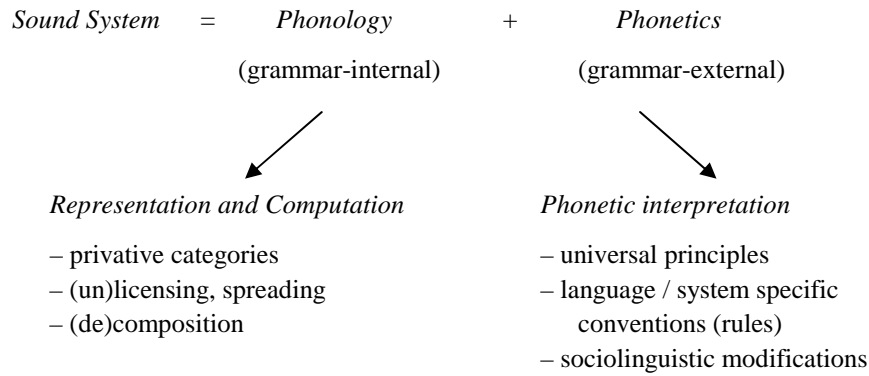 Sound System = Phonology + Phonetics
(grammar-internal) (grammar-external)
Representation and Computation
– privative categories
– (un)licensing, spreading
– (de)composition
Phonetic interpretation
– universal principles
– language / system specific
conventions (rules)
– sociolinguistic modifications